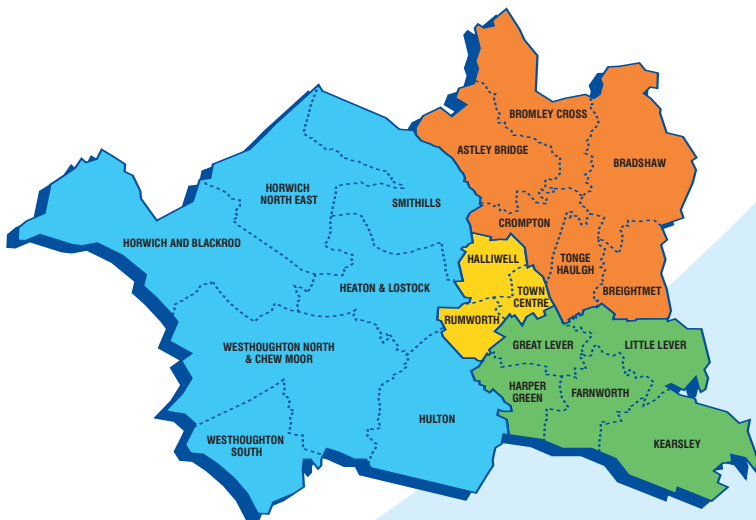 BROMLEY CROSS
ASTLEY BRIDGE
BRADSHAW
HORWICH
NORTH EAST
SMITHILLS
CROMPTON
HORWICH AND BLACKROD
HALLIWELL
TONGE
HAULGH
HEATON & LOSTOCK
TOWN
CENTRE
BREIGHTMET
RUMWORTH
WESTHOUGHTON NORTH
& CHEW MOOR
GREAT LEVER
LITTLE LEVER
HARPER
GREEN
FARNWORTH
HULTON
WESTHOUGHTON
SOUTH
KEARSLEY